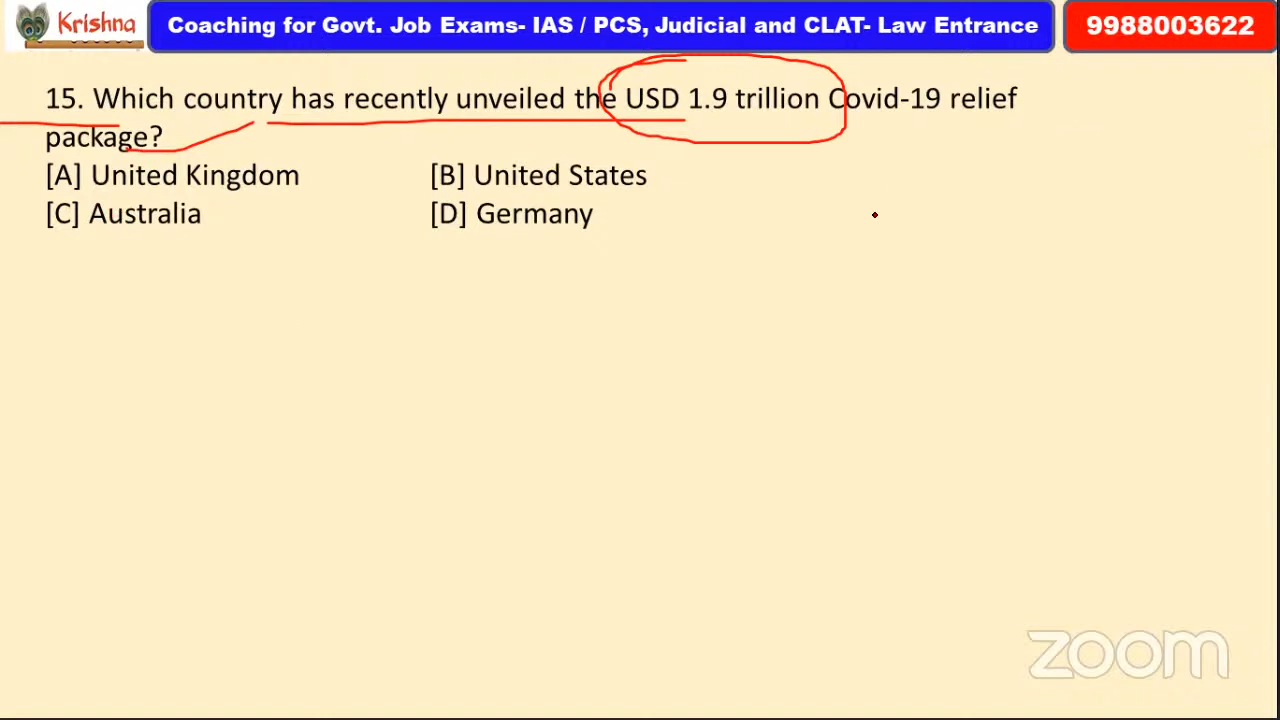 Krishna
Coaching for Govt. Job Exams- IAS / PCS, Judicial and CLAT- Law Entrance
9988003622
15. Which country has recently unveiled the USD 1.9 trillion Covid-19 relief
package?
[A] United Kingdom [B] United States
[C] Australia [D] Germany
zoom